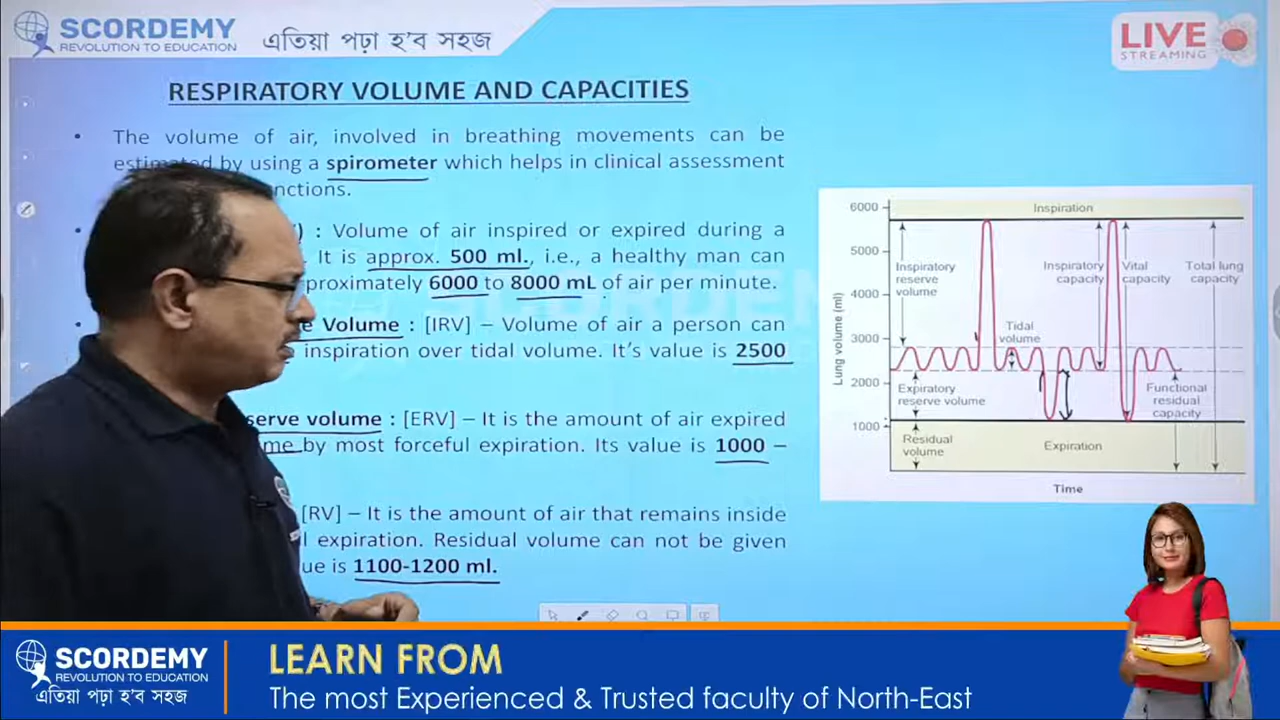 SCORDEMY
REVOLUTION TO EDUCATION
এতিয়া পঢ়া হ'ব সহজ
LIVE
STREAMING
RESPIRATORY VOLUME AND CAPACITIES
• The volume of air, involved in breathing movements can be
estimated by using a spirometer which helps in clinical assessment
nctions.
) : Volume of air inspired or expired during a
It is approx. 500 ml., i.e., a healthy man can
proximately 6000 to 8000 mL of air per minute.
e Volume : [IRV] – Volume of air a person can
inspiration over tidal volume. It's value is 2500
serve volume : [ERV] – It is the amount of air expired
me by most forceful expiration. Its value is 1000 –
[RV] – It is the amount of air that remains inside
l expiration. Residual volume can not be given
ue is 1100-1200 ml.
Lung volume (ml)
6000
5000
4000
3000
2000
1000
Inspiration
Inspiratory
reserve
volume
Tidal
volume
Inspiratory
capacity
Vital
capacity
Total lung
capacity
Expiratory
reserve volume
Functional
residual
capacity
Residual
volume
Expiration
Time
SCORDEMY
REVOLUTION TO EDUCATION
এতিয়া পঢ়া হ'ব সহজ
LEARN FROM
The most Experienced & Trusted faculty of North-East